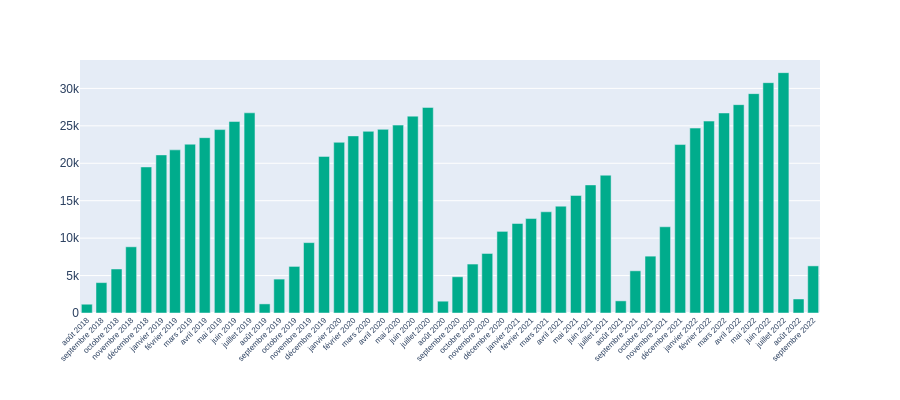 30k
25k
20k
15k
10k
5k
0
août 2018
septembre 2018
octobre 2018
novembre 2018
décembre 2018
janvier 2019
février 2019
mars 2019
avril 2019
mai 2019
juin 2019
juillet 2019
août 2019
septembre 2019
octobre 2019
novembre 2019
décembre 2019
janvier 2020
février 2020
mars 2020
avril 2020
mai 2020
juin 2020
juillet 2020
août 2020
septembre 2020
octobre 2020
novembre 2020
décembre 2020
janvier 2021
février 2021
mars 2021
avril 2021
mai 2021
juin 2021
juillet 2021
août 2021
septembre 2021
octobre 2021
novembre 2021
décembre 2021
janvier 2022
février 2022
mars 2022
avril 2022
mai 2022
juin 2022
juillet 2022
août 2022
septembre 2022